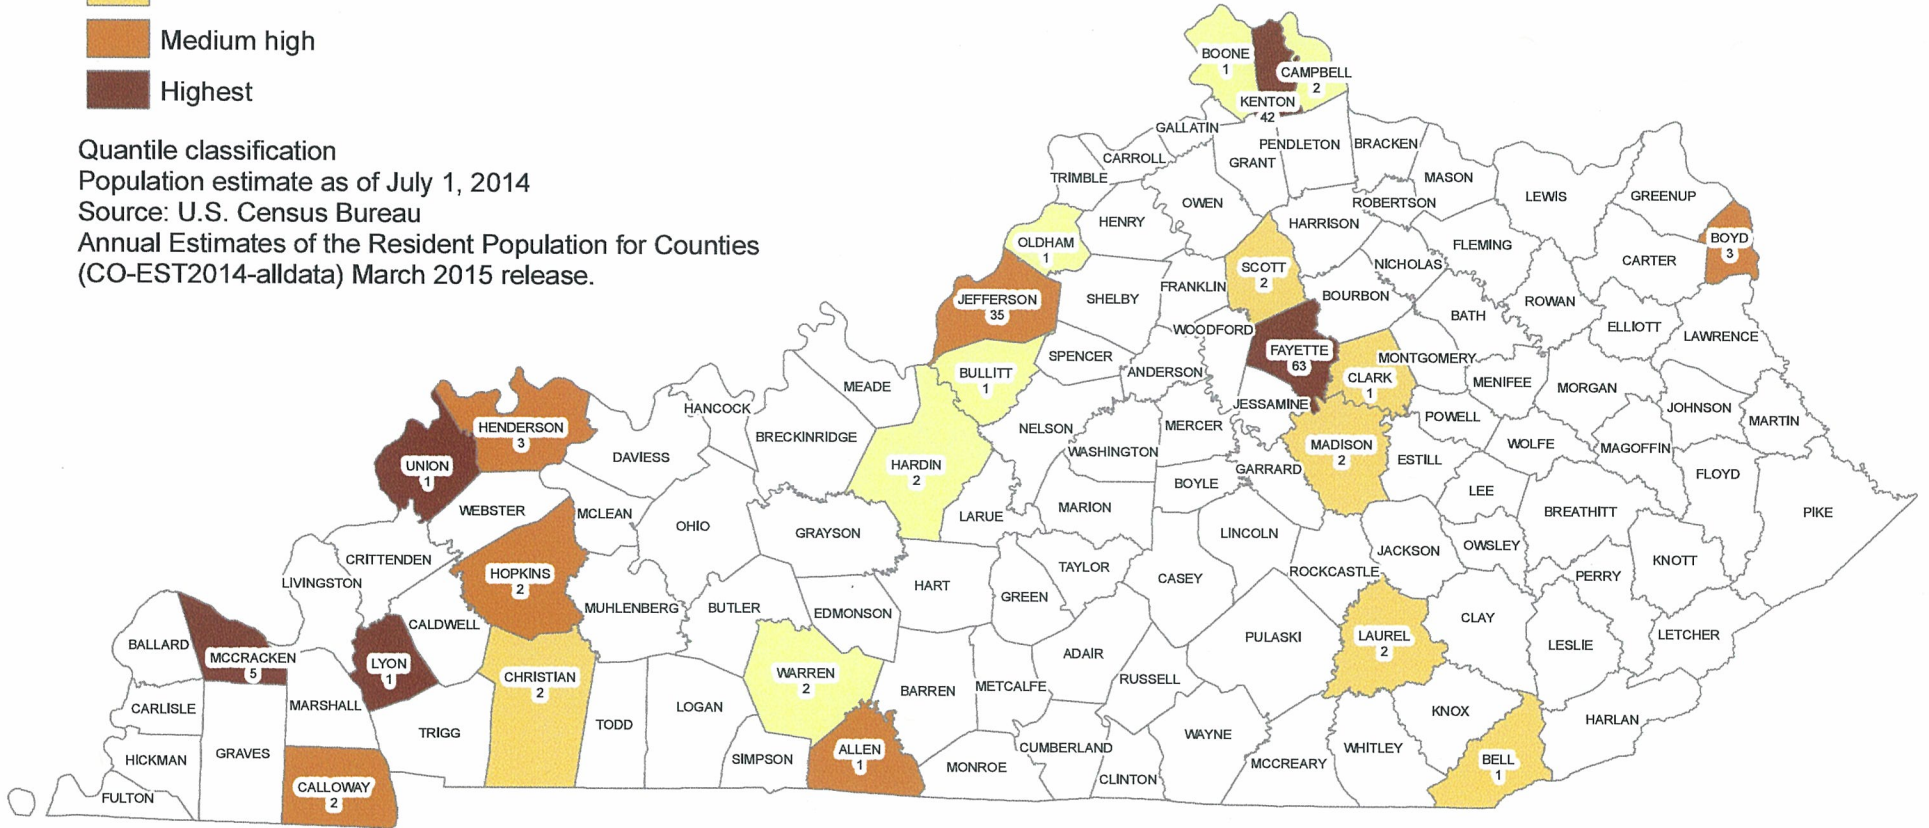 Medium high
Highest
Quantile classification
Population estimate as of July 1, 2014
Source: U.S. Census Bureau
Annual Estimates of the Resident Population for Counties
(CO-EST2014-alldata) March 2015 release.
BOONE
1
CAMPBELL
2
KENTON
42
GALLATIN
PENDLETON
BRACKEN
CARROLL
GRANT
TRIMBLE
MASON
LEWIS
GREENUP
OWEN
ROBERTSON
HENRY
HARRISON
OLDHAM
1
FLEMING
BOYD
3
SCOTT
2
NICHOLAS
CARTER
FRANKLIN
JEFFERSON
35
SHELBY
BOURBON
ROWAN
BATH
ELLIOTT
WOODFORD
LAWRENCE
FAYETTE
63
SPENCER
MONTGOMERY
BULLITT
1
ANDERSON
CLARK
1
MENIFEE
MORGAN
MEADE
JESSAMINE
HANCOCK
JOHNSON
MARTIN
POWELL
HENDERSON
3
NELSON
MERCER
BRECKINRIDGE
WOLFE
MAGOFFIN
MADISON
2
WASHINGTON
DAVIESS
ESTILL
UNION
1
HARDIN
2
GARRARD
FLOYD
BOYLE
LEE
WEBSTER
MCLEAN
MARION
LARUE
BREATHITT
PIKE
OHIO
GRAYSON
LINCOLN
OWSLEY
JACKSON
CRITTENDEN
KNOTT
TAYLOR
ROCKCASTLE
HOPKINS
2
PERRY
CASEY
LIVINGSTON
HART
GREEN
MUHLENBERG
BUTLER
EDMONSON
CLAY
CALDWELL
LETCHER
PULASKI
LAUREL
2
BALLARD
LESLIE
ADAIR
MCCRACKEN
5
LYON
1
WARREN
2
CHRISTIAN
2
RUSSELL
METCALFE
BARREN
CARLISLE
MARSHALL
LOGAN
KNOX
HARLAN
TODD
TRIGG
WAYNE
WHITLEY
CUMBERLAND
ALLEN
1
GRAVES
HICKMAN
SIMPSON
BELL
1
MCCREARY
MONROE
CLINTON
CALLOWAY
2
FULTON